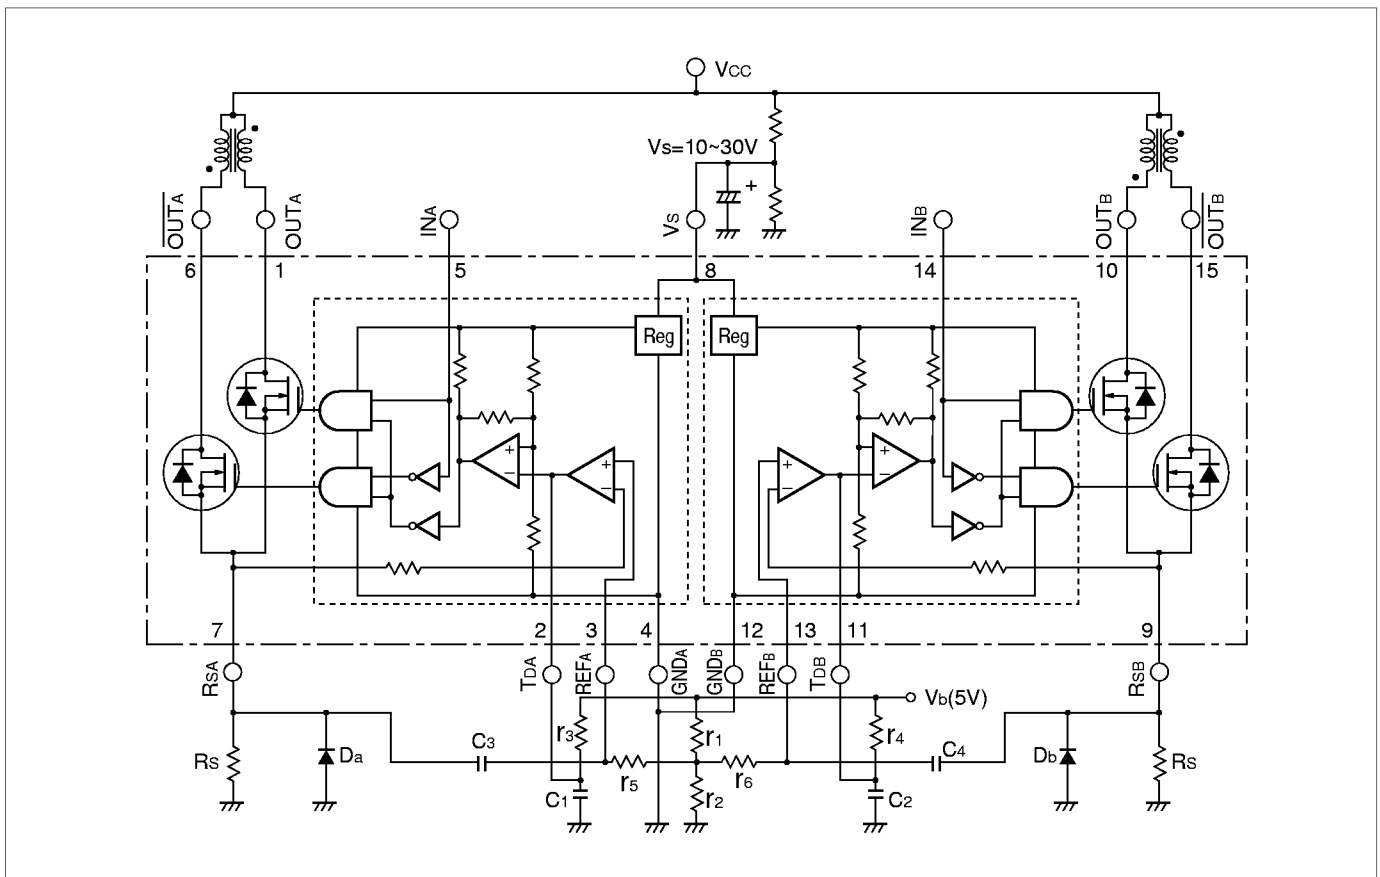 VCC
VS=10~30V
+
OUTA
OUTA
INA
VS
INB
OUTB
OUTB
6
1
5
8
14
10
15
Reg
Reg
+
−
+
−
+
−
+
−
7
2
3
4
12
13
11
9
RSA
TDA
REFA
GNDA
GNDB
REFB
TDB
RSB
Vb(5V)
r3
r1
r4
C3
C4
RS
Da
r5
r6
Db
RS
C1
r2
C2